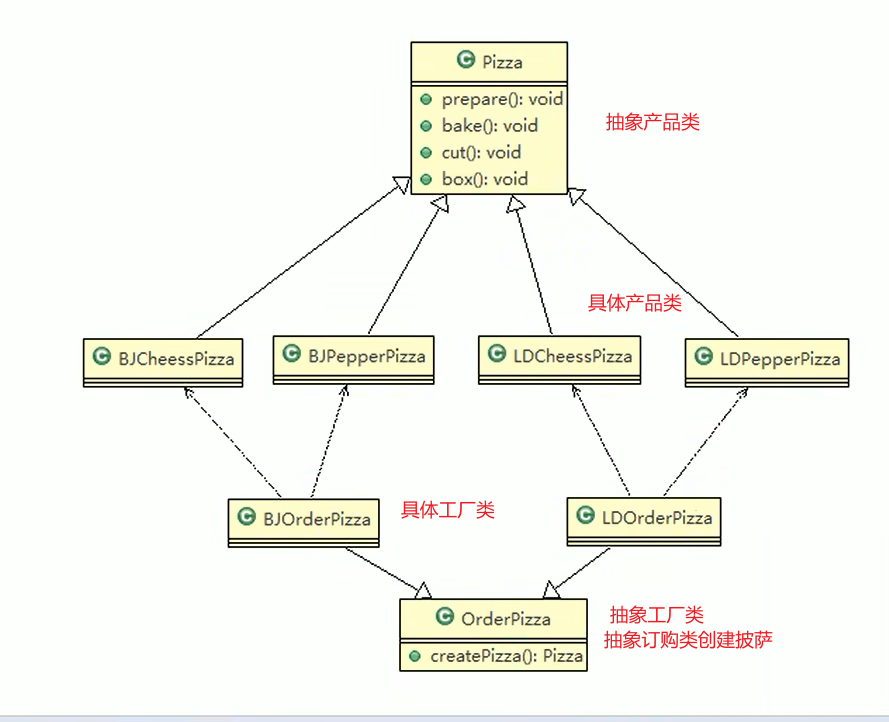 C Pizza
prepare(): void
bake(): void
cut(): void
box(): void
抽象产品类
具体产品类
C BJCheessPizza
C BJPepperPizza
C LDCheessPizza
C LDPepperPizza
C BJOrderPizza
具体工厂类
C LDOrderPizza
C OrderPizza
createPizza(): Pizza
抽象工厂类
抽象订购类创建披萨